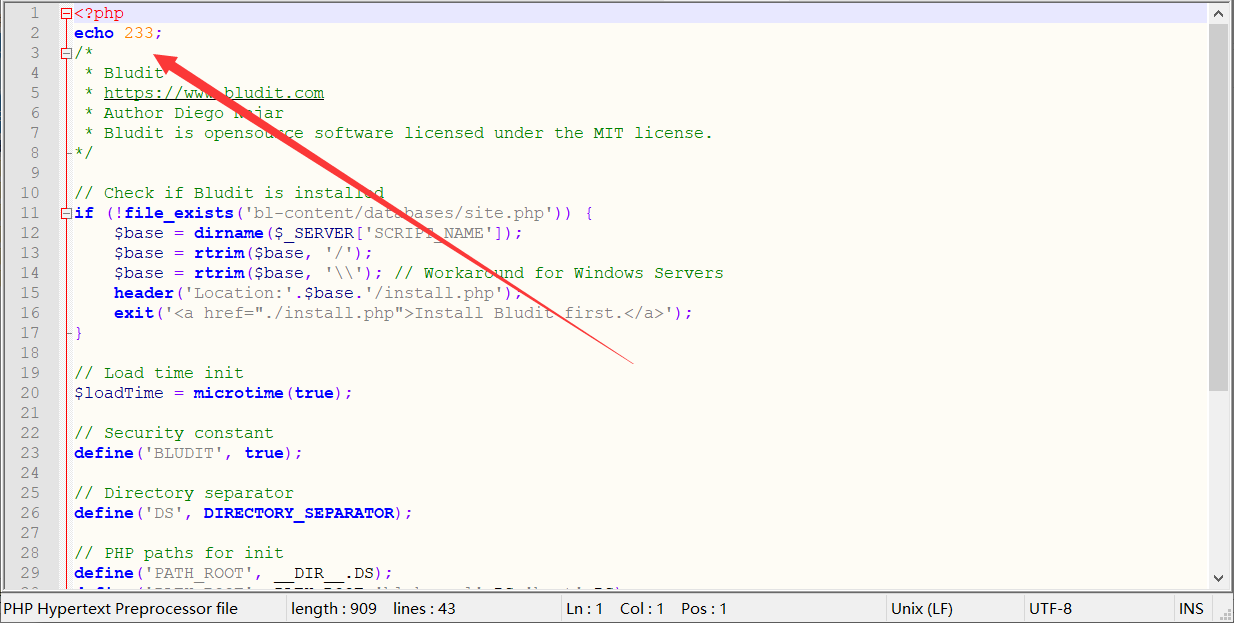 1 <?php
2 echo 233;
3 /*
4 * Bludit
5 * https://www.bludit.com
6 * Author Diego Najar
7 * Bludit is opensource software licensed under the MIT license.
8 */
9
10 // Check if Bludit is installed
11 if (!file_exists('bl-content/databases/site.php')) {
12 $base = dirname($_SERVER['SCRIPT_NAME']);
13 $base = rtrim($base, '/');
14 $base = rtrim($base, '\\'); // Workaround for Windows Servers
15 header('Location:'.$base.'/install.php');
16 exit('<a href="./install.php">Install Bludit first.</a>');
17 }
18
19 // Load time init
20 $loadTime = microtime(true);
21
22 // Security constant
23 define('BLUDIT', true);
24
25 // Directory separator
26 define('DS', DIRECTORY_SEPARATOR);
27
28 // PHP paths for init
29 define('PATH_ROOT', __DIR__.DS);
PHP Hypertext Preprocessor file length : 909 lines : 43 Ln : 1 Col : 1 Pos : 1 Unix (LF) UTF-8 INS